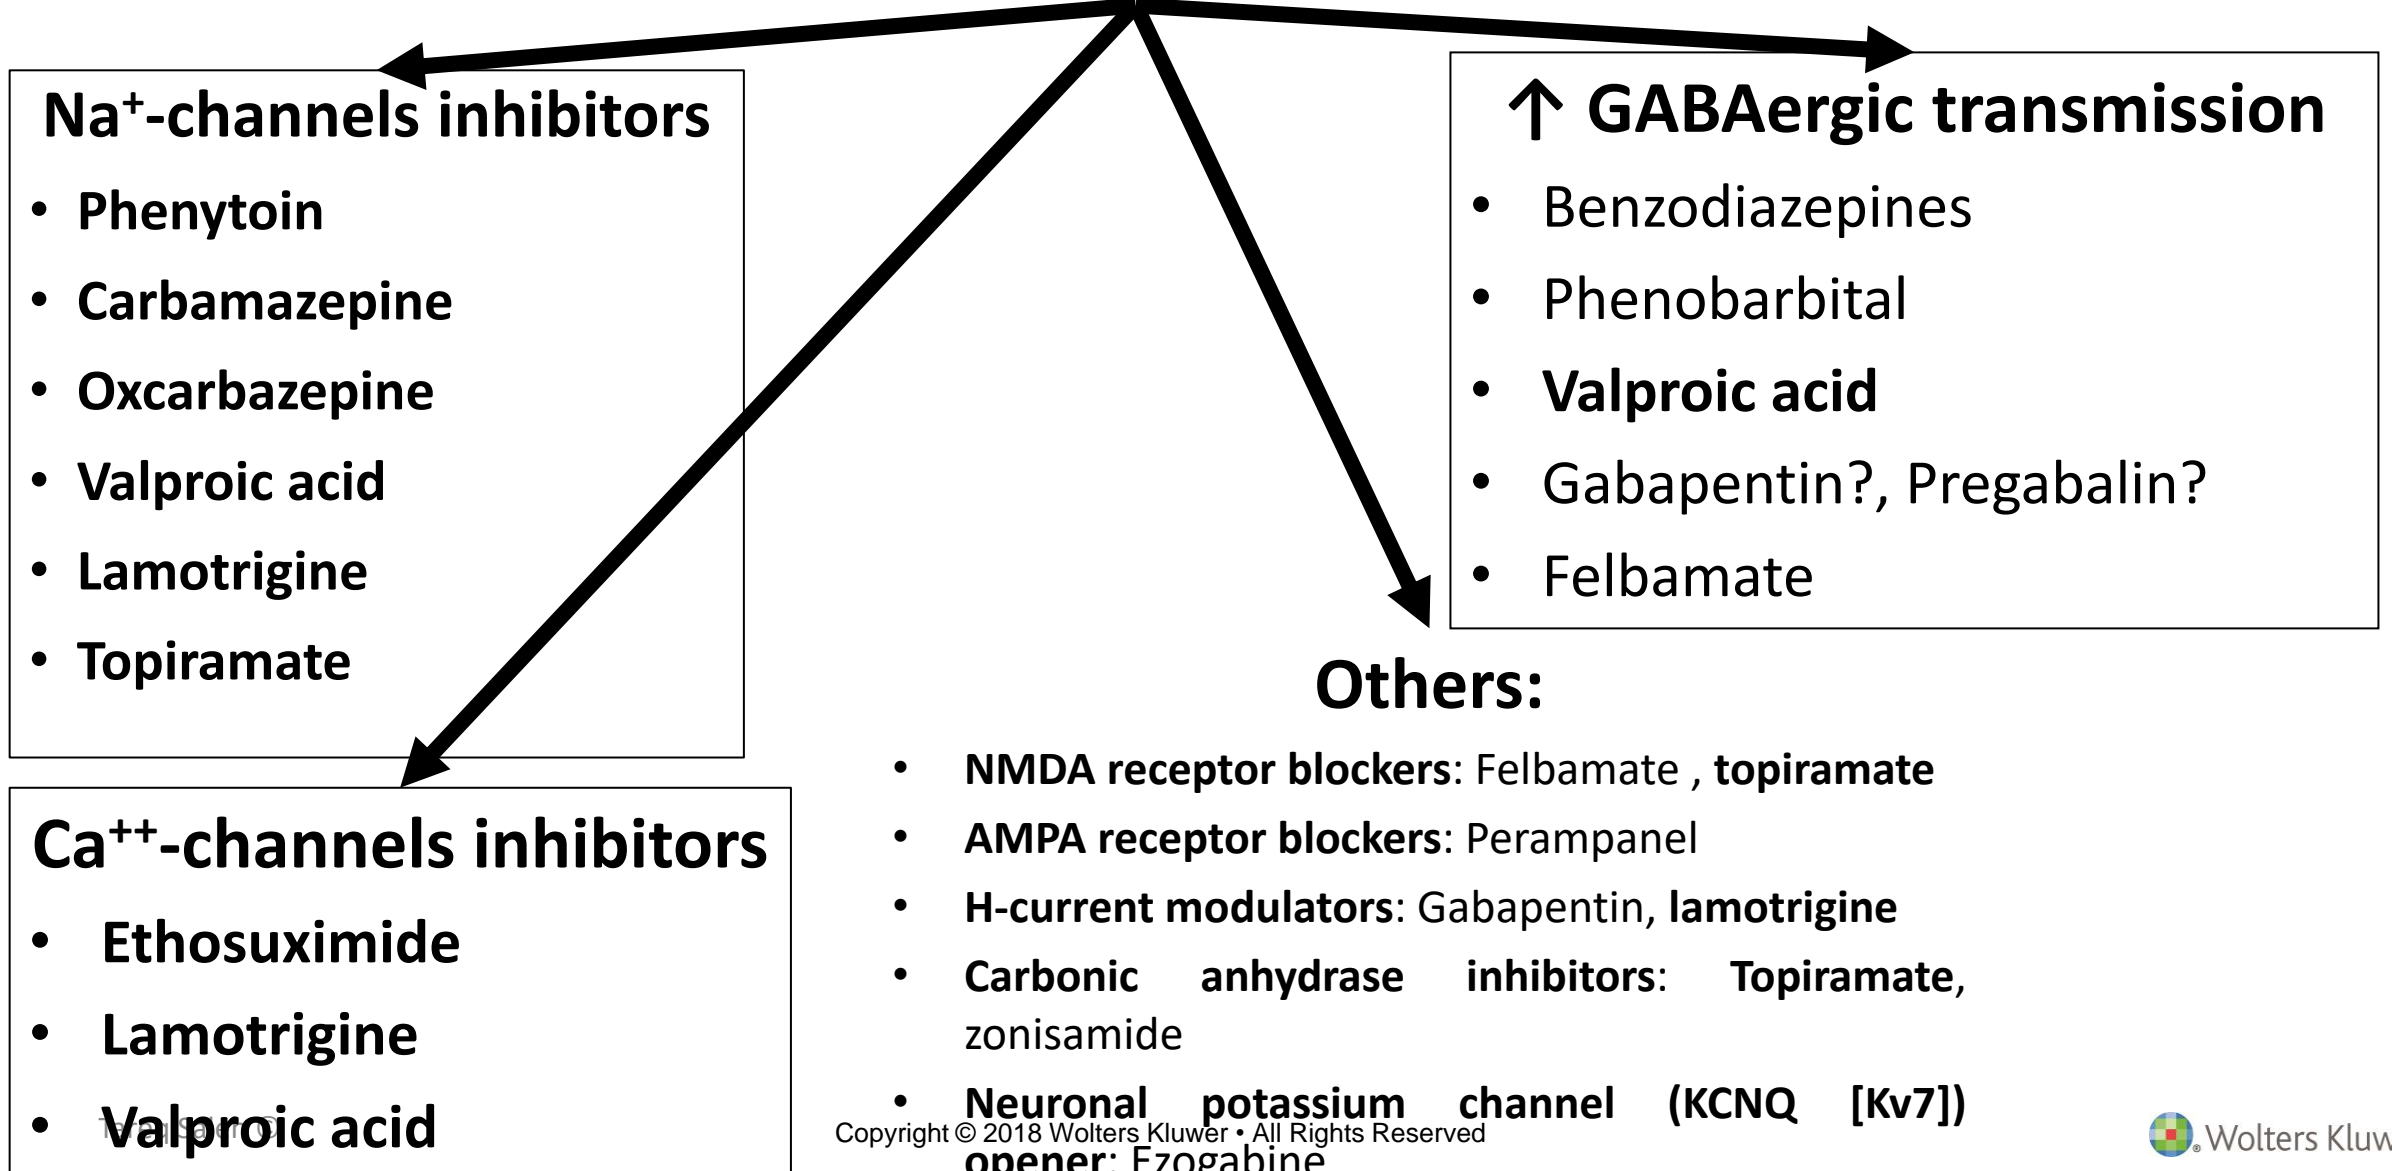 Na⁺-channels inhibitors
• Phenytoin
• Carbamazepine
• Oxcarbazepine
• Valproic acid
• Lamotrigine
• Topiramate
↑ GABAergic transmission
• Benzodiazepines
• Phenobarbital
• Valproic acid
• Gabapentin?, Pregabalin?
• Felbamate
Ca⁺⁺-channels inhibitors
• Ethosuximide
• Lamotrigine
• Valproic acid
Others:
• NMDA receptor blockers: Felbamate , topiramate
• AMPA receptor blockers: Perampanel
• H-current modulators: Gabapentin, lamotrigine
• Carbonic anhydrase inhibitors: Topiramate,
zonisamide
• Neuronal potassium channel (KCNQ [Kv7])
opener: Ezogabine
Copyright © 2018 Wolters Kluwer • All Rights Reserved
Wolters Kluw